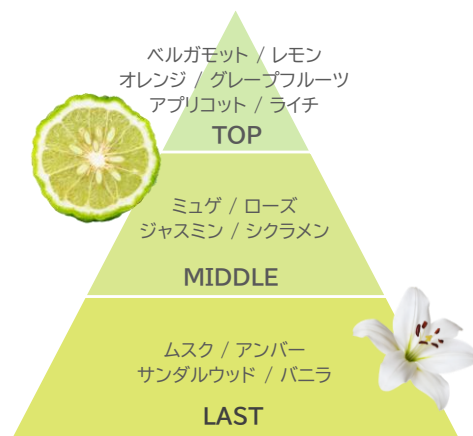 ベルガモット / レモン
オレンジ / グレープフルーツ
アプリコット / ライチ
TOP
ミュゲ / ローズ
ジャスミン / シクラメン
MIDDLE
ムスク / アンバー
サンダルウッド / バニラ
LAST